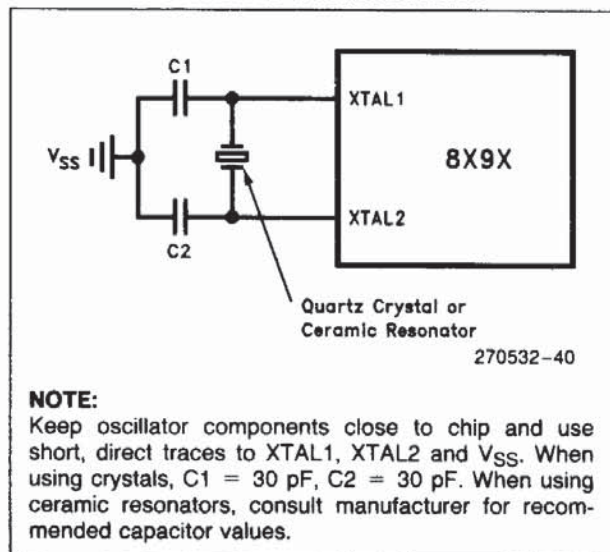 C1
XTAL1
VSS
8X9X
XTAL2
C2
Quartz Crystal or
Ceramic Resonator
270532-40
NOTE:
Keep oscillator components close to chip and use
short, direct traces to XTAL1, XTAL2 and VSS. When
using crystals, C1 = 30 pF, C2 = 30 pF. When using
ceramic resonators, consult manufacturer for recom-
mended capacitor values.